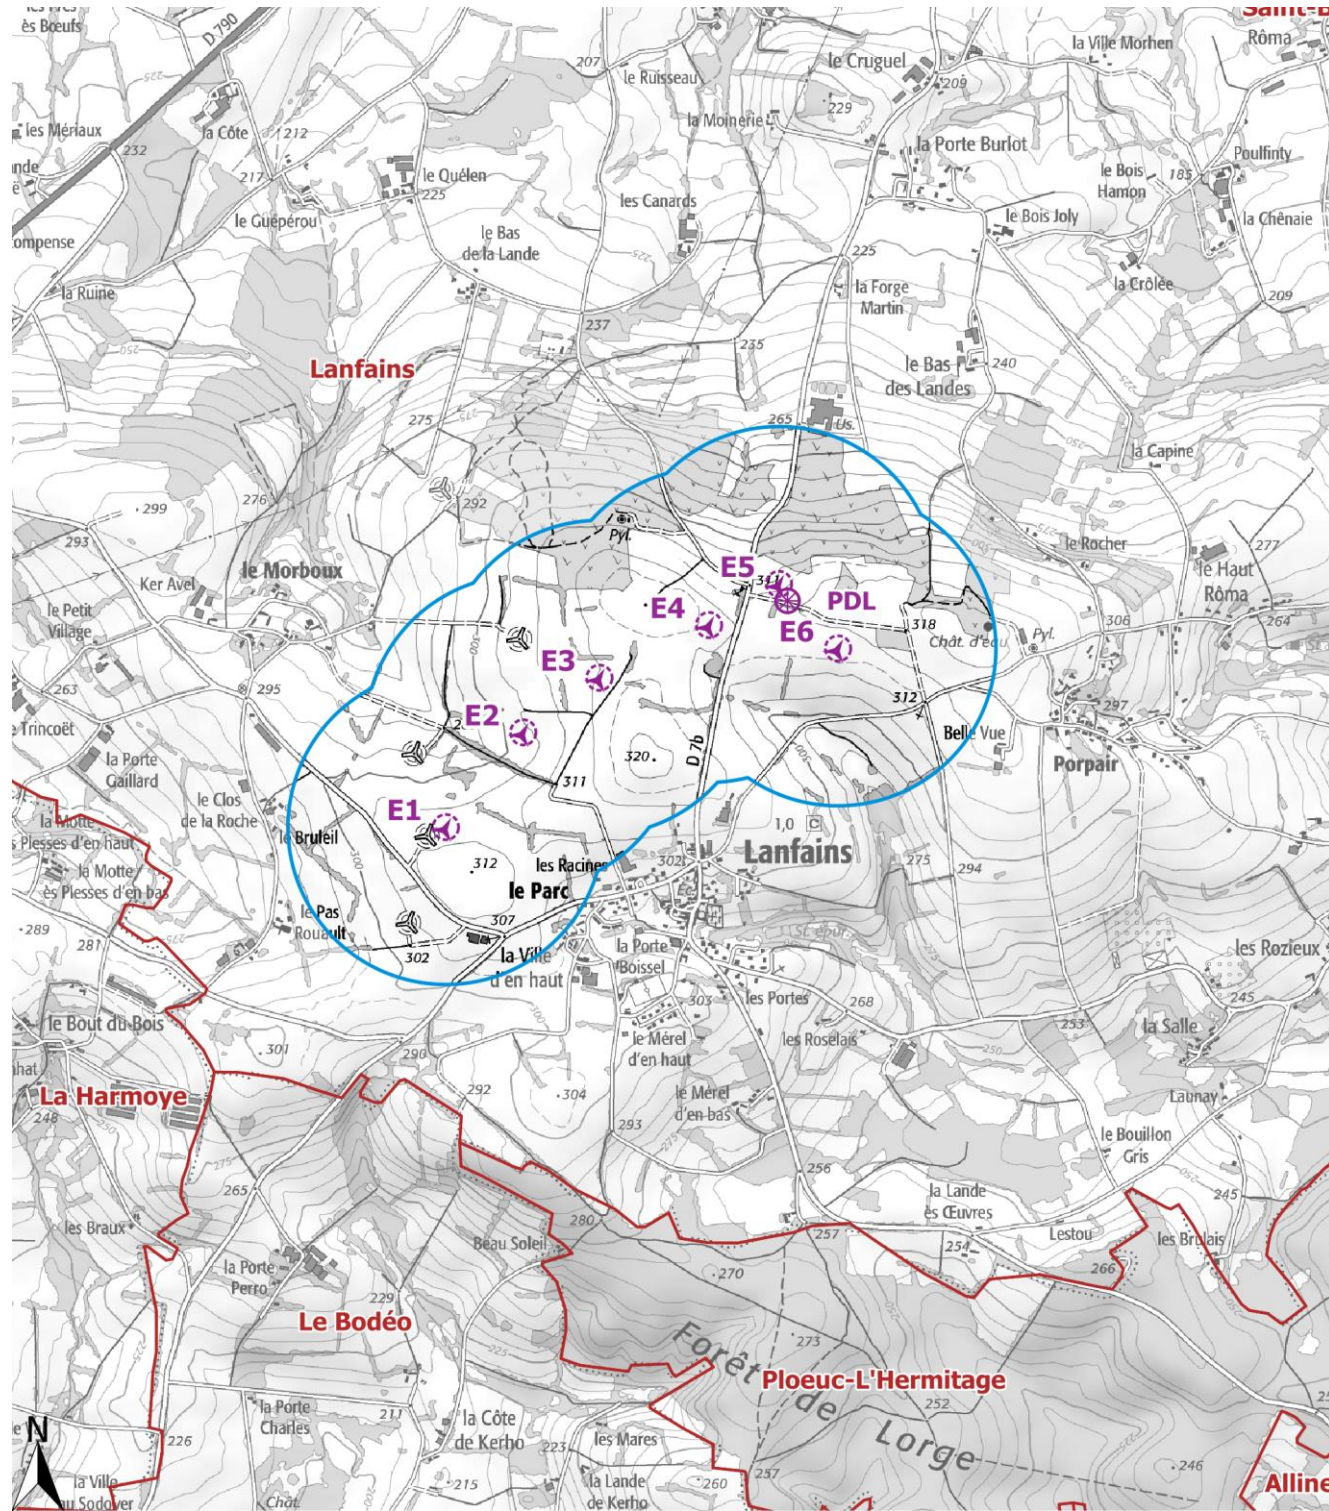 ès Bœufs
D 790
207
le Ruisseau
le Cruguel
209
la Ville Morhen
Rôma
les Mériaux
232
la Côte
212
229
la Moinerie
la Porte Burlot
Poulfinty
217
le Quélen
225
le Guépérou
les Canards
le Bois
Hamon
185
la Chênaie
le Bas
de la Lande
le Bois Joly
la Ruine
225
la Forge
Martin
la Crôlée
209
237
235
Lanfains
le Bas
des Landes
240
275
265
Us.
la Capine
276
292
299
293
Pyl.
le Rocher
277
le Haut
Rôma
Ker Avel
le Morboux
E5
311
PDL
le Petit
Village
300
E4
E6
318
Chât. d'eau
Pyl.
306
264
E3
263
295
E2
312
297
Belle Vue
Trincoët
la Porte
Gaillard
320
D 7b
300
Porpair
311
le Clos
de la Roche
E1
la Motte
ès Plesses d'en haut
le Bruleil
1,0 C
Lanfains
312
les Racines
302
275
294
la Motte
ès Plesses d'en bas
300
le Parc
le Pas
Rouault
307
289
281
302
la Ville
d'en haut
la Porte
Boissel
St. épur.
les Rozieux
303
les Portes
268
245
le Bout du Bois
301
290
le Mérel
d'en haut
les Roselais
253
la Salle
La Harmoye
292
304
le Mérel
d'en bas
Launay
248
293
le Bouillon
Gris
265
256
la Lande
ès Œuvres
245
les Braux
280
257
Lestou
les Brulais
Beau Soleil
254
266
la Porte
Perro
270
229
Le Bodéo
273
Forêt de Lorge
Ploeuc-L'Hermitage
la Porte
Charles
211
la Côte
de Kerho
252
226
223
les Mares
N
257
246
la Ville
au Sodoyer
215
la Lande
de Kerho
260
Chât.